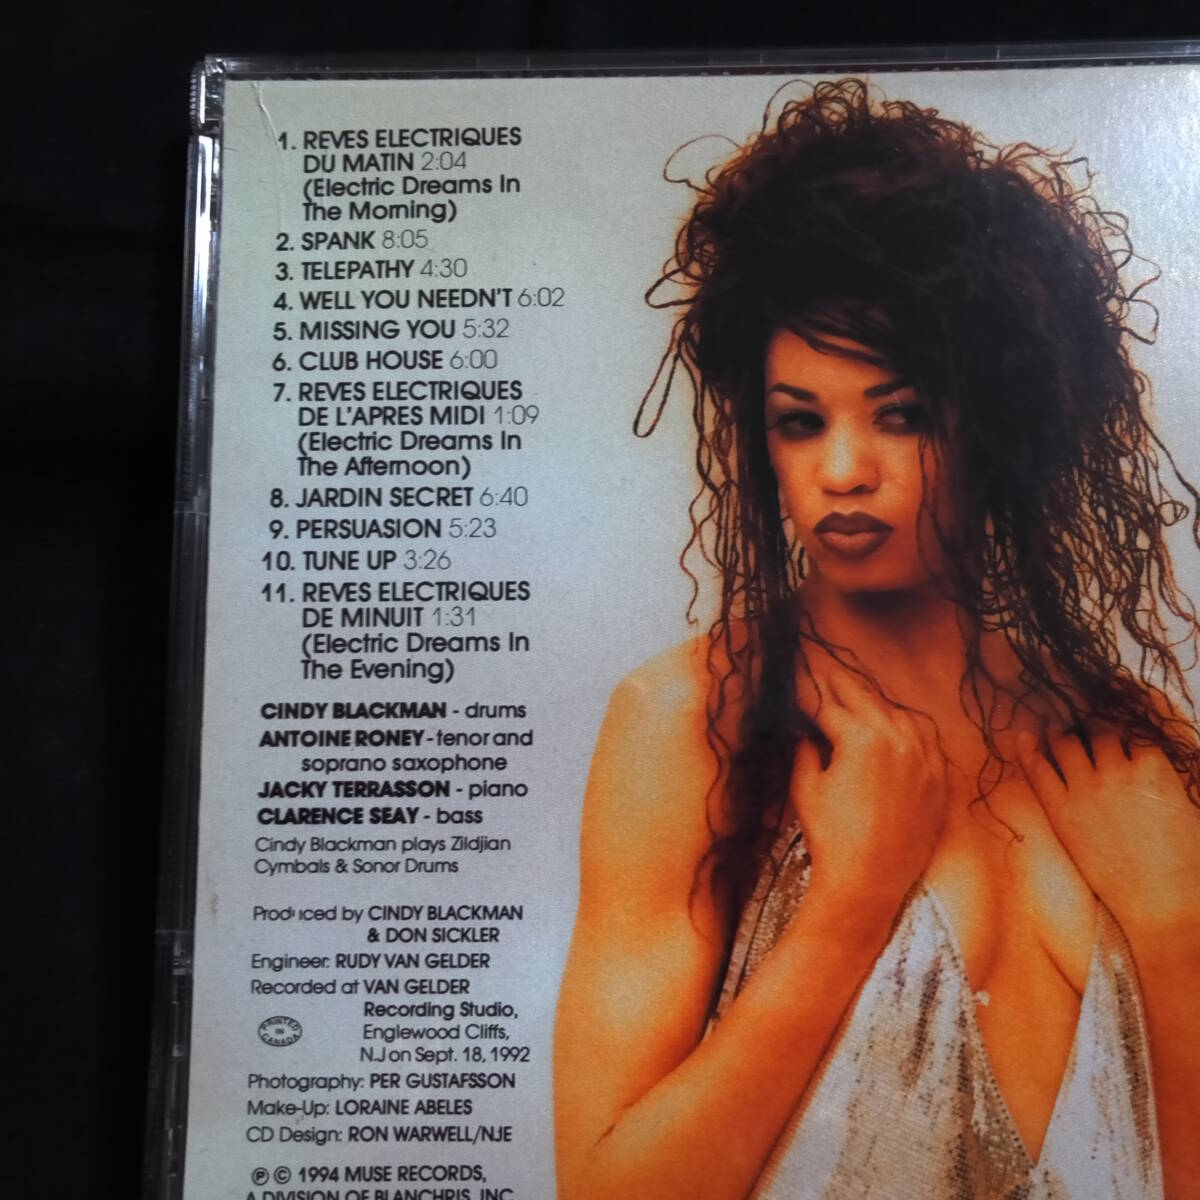 1. REVES ELECTRIQUES
DU MATIN 2:04
(Electric Dreams In
The Morning)
2. SPANK 8:05
3. TELEPATHY 4:30
4. WELL YOU NEEDN'T 6:02
5. MISSING YOU 5:32
6. CLUB HOUSE 6:00
7. REVES ELECTRIQUES
DE L'APRES MIDI 1:09
(Electric Dreams In
The Afternoon)
8. JARDIN SECRET 6:40
9. PERSUASION 5:23
10. TUNE UP 3:26
11. REVES ELECTRIQUES
DE MINUIT 1:31
(Electric Dreams In
The Evening)
CINDY BLACKMAN - drums
ANTOINE RONEY - tenor and
soprano saxophone
JACKY TERRASSON - piano
CLARENCE SEAY - bass
Cindy Blackman plays Zildjian
Cymbals & Sonor Drums
Produced by CINDY BLACKMAN
& DON SICKLER
Engineer: RUDY VAN GELDER
Recorded at VAN GELDER
Recording Studio,
Englewood Cliffs,
N.J on Sept. 18, 1992
PRINTED
IN
CANADA
Photography: PER GUSTAFSSON
Make-Up: LORAINE ABELES
CD Design: RON WARWELL/NJE
℗ © 1994 MUSE RECORDS,
A DIVISION OF BLANCHRIS, INC.